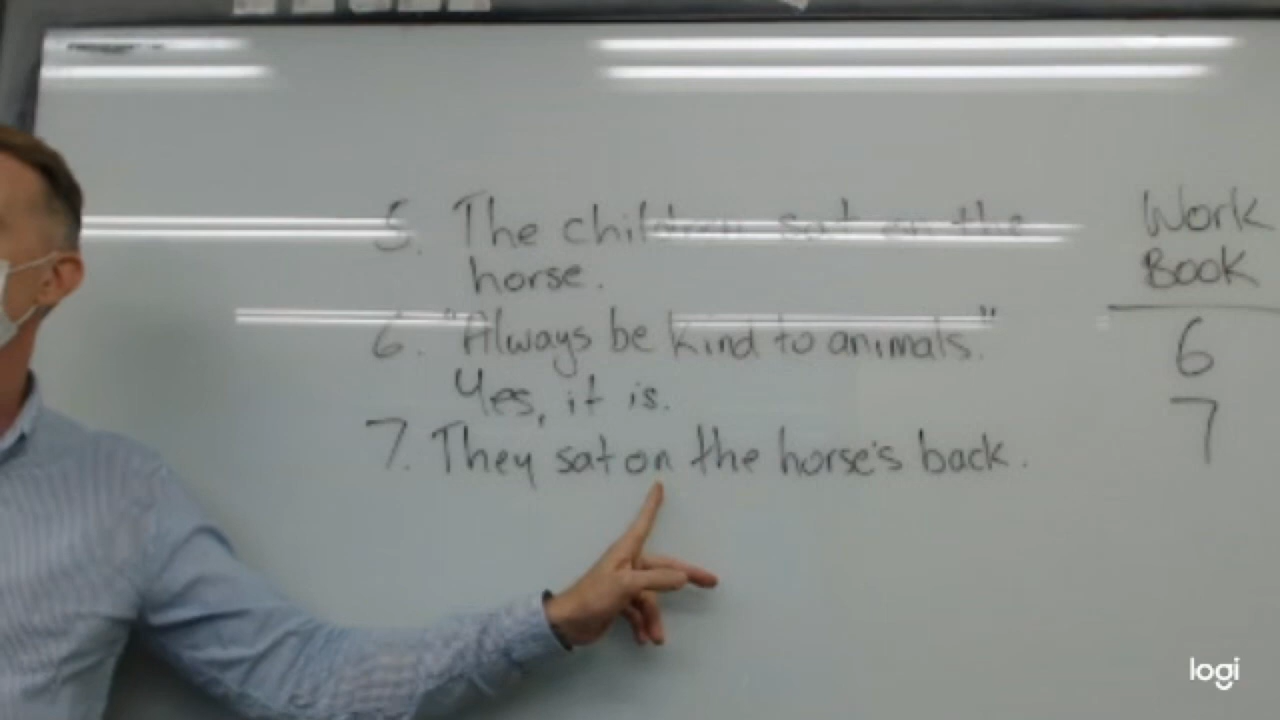 5. The children sat on the
horse.
6. "Always be kind to animals."
Yes, it is.
7. They sat on the horse's back.
Work
Book
6
7
logi